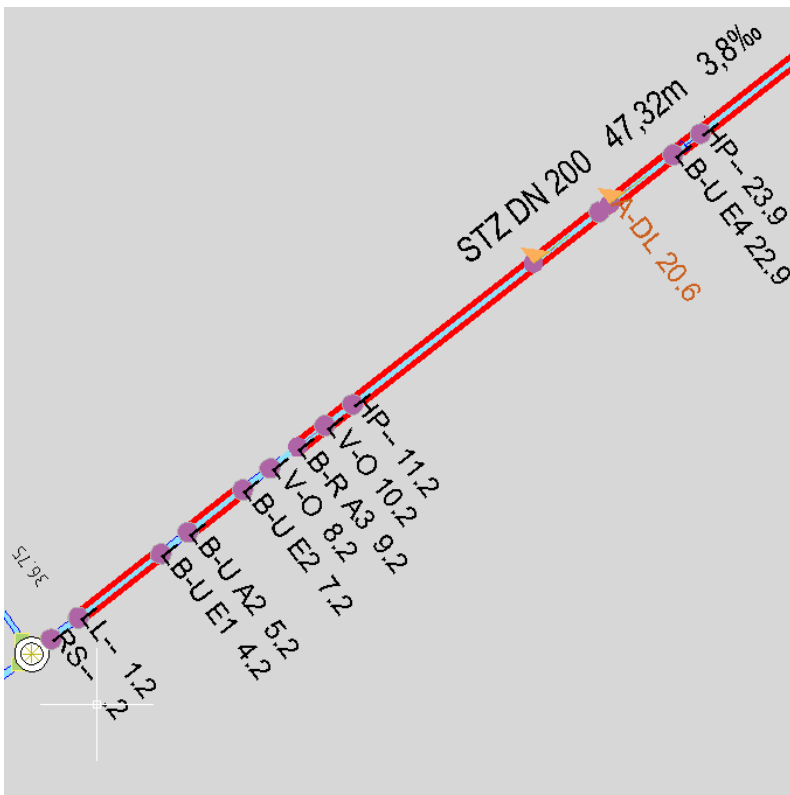 STZ DN 200 47,32m 3,8‰
HP-- 23.9
LB-U E4 22.9
A-DL 20.6
HP-- 11.2
LV-O 10.2
LB-R A3 9.2
LV-O 8.2
LB-U E2 7.2
LB-U A2 5.2
LB-U E1 4.2
LL-- 1.2
RS-- .2
36.75